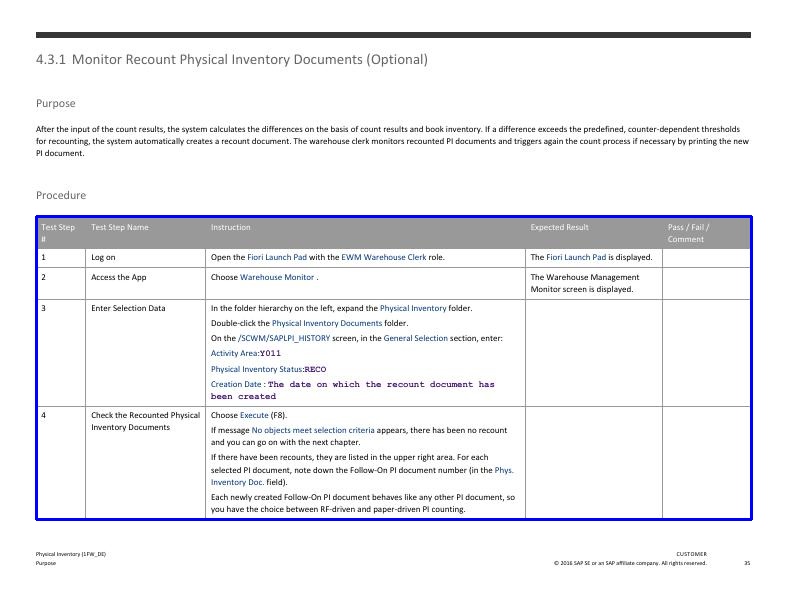 4.3.1 Monitor Recount Physical Inventory Documents (Optional)
Purpose
After the input of the count results, the system calculates the differences on the basis of count results and book inventory. If a difference exceeds the predefined, counter-dependent thresholds
for recounting, the system automatically creates a recount document. The warehouse clerk monitors recounted PI documents and triggers again the count process if necessary by printing the new
PI document.
Procedure
Test Step
#
Test Step Name
Instruction
Expected Result
Pass / Fail /
Comment
1
Log on
Open the Fiori Launch Pad with the EWM Warehouse Clerk role.
The Fiori Launch Pad is displayed.
2
Access the App
Choose Warehouse Monitor .
The Warehouse Management
Monitor screen is displayed.
3
Enter Selection Data
In the folder hierarchy on the left, expand the Physical Inventory folder.
Double-click the Physical Inventory Documents folder.
On the /SCWM/SAPLPI_HISTORY screen, in the General Selection section, enter:
Activity Area:Y011
Physical Inventory Status:RECO
Creation Date : The date on which the recount document has
been created
4
Check the Recounted Physical
Inventory Documents
Choose Execute (F8).
If message No objects meet selection criteria appears, there has been no recount
and you can go on with the next chapter.
If there have been recounts, they are listed in the upper right area. For each
selected PI document, note down the Follow-On PI document number (in the Phys.
Inventory Doc. field).
Each newly created Follow-On PI document behaves like any other PI document, so
you have the choice between RF-driven and paper-driven PI counting.
Physical Inventory (1FW_DE)
Purpose
CUSTOMER
© 2016 SAP SE or an SAP affiliate company. All rights reserved.
35